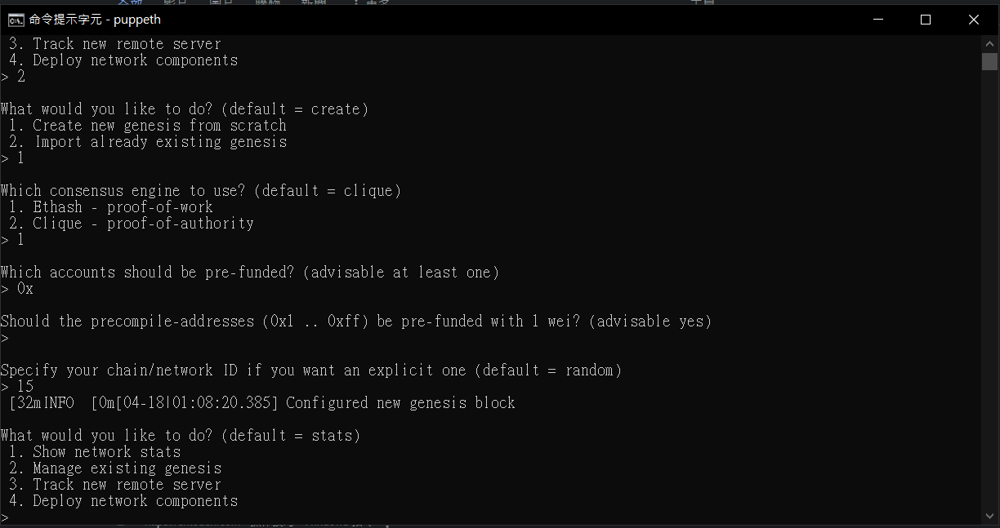 命令提示字元 - puppeth
3. Track new remote server
4. Deploy network components
> 2
What would you like to do? (default = create)
1. Create new genesis from scratch
2. Import already existing genesis
> 1
Which consensus engine to use? (default = clique)
1. Ethash - proof-of-work
2. Clique - proof-of-authority
> 1
Which accounts should be pre-funded? (advisable at least one)
> 0x
Should the precompile-addresses (0x1 .. 0xff) be pre-funded with 1 wei? (advisable yes)
>
Specify your chain/network ID if you want an explicit one (default = random)
> 15
[32mINFO [0m[04-18|01:08:20.385] Configured new genesis block
What would you like to do? (default = stats)
1. Show network stats
2. Manage existing genesis
3. Track new remote server
4. Deploy network components
>